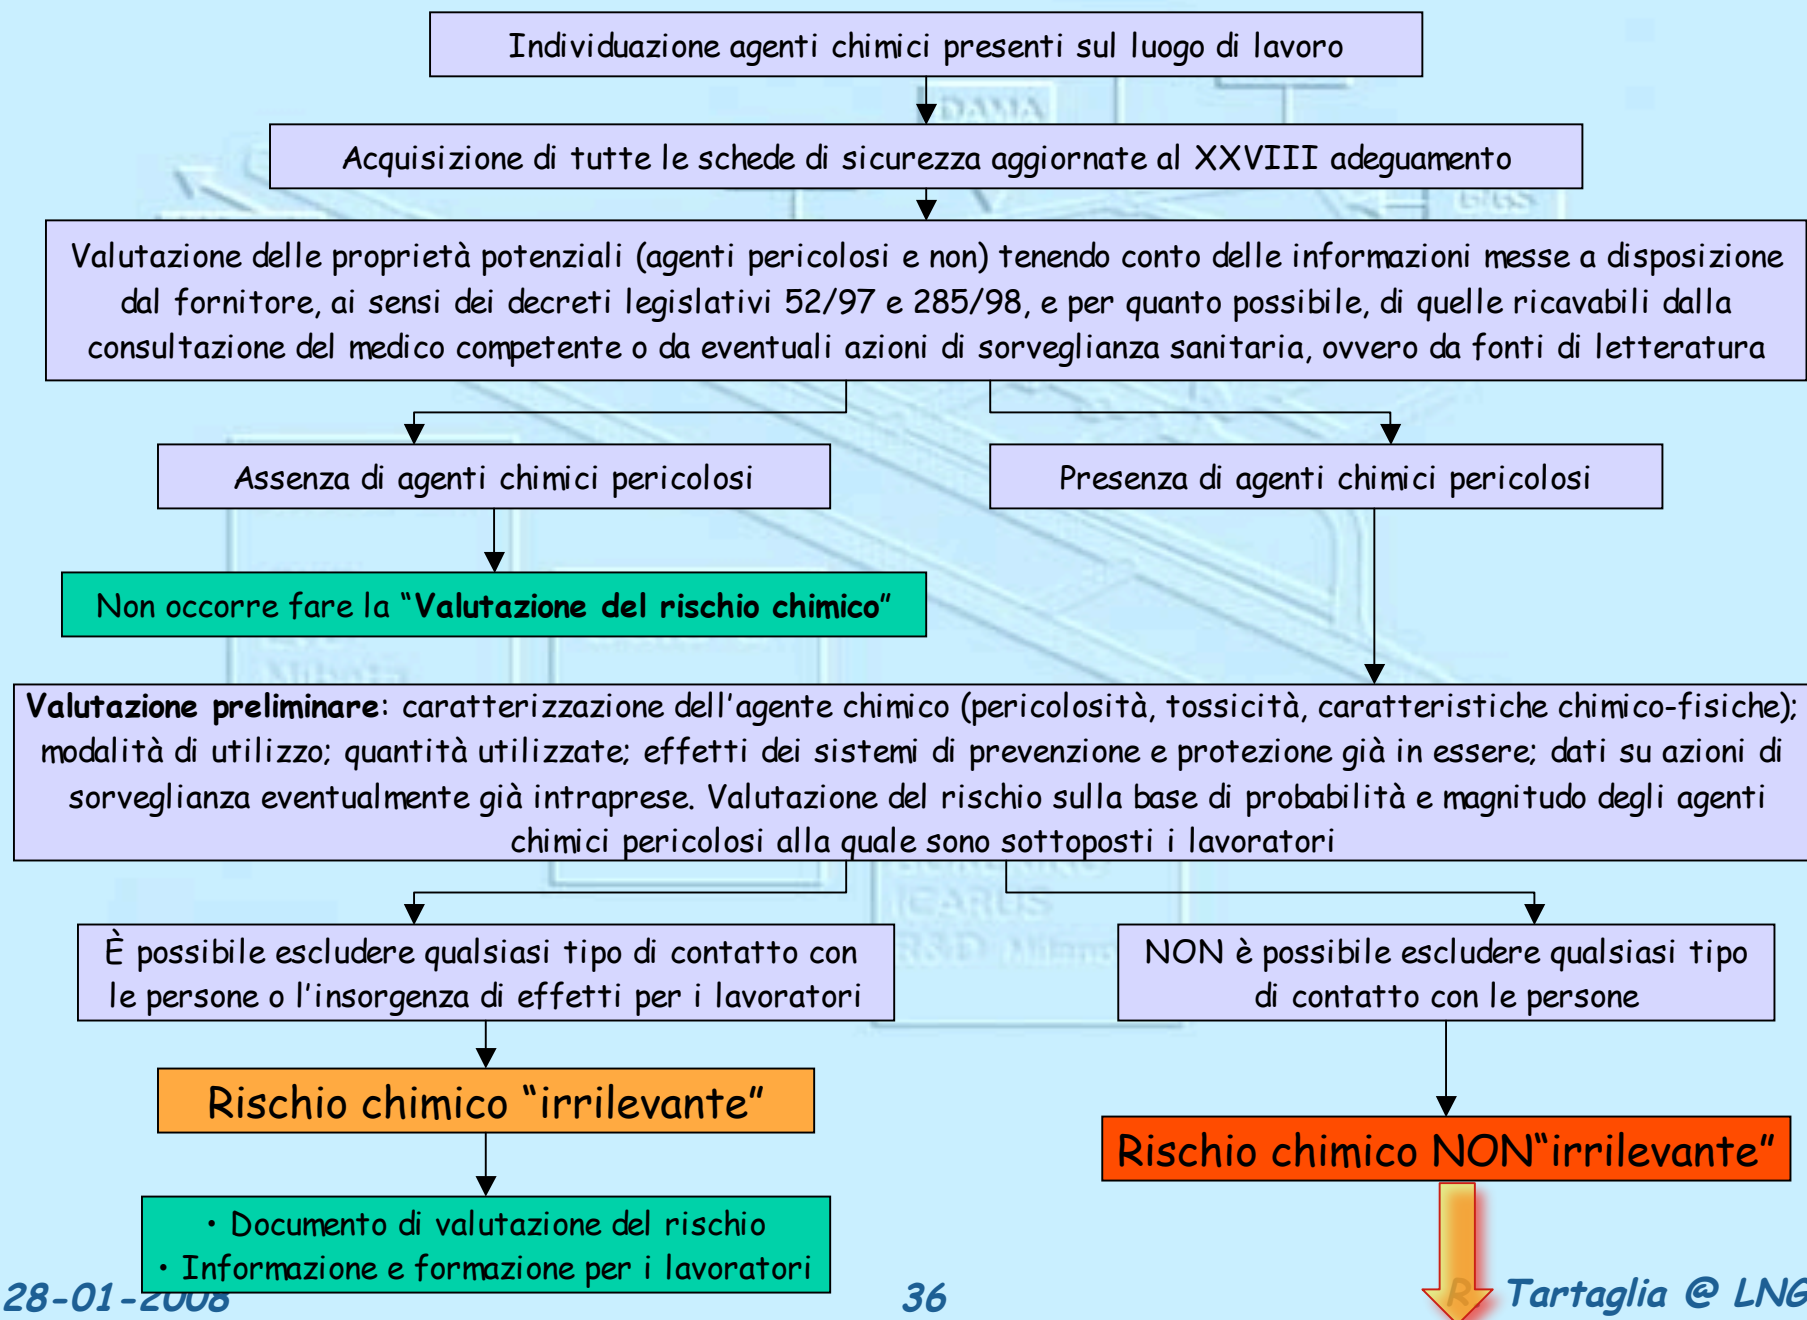 Individuazione agenti chimici presenti sul luogo di lavoro
DAMA
Acquisizione di tutte le schede di sicurezza aggiornate al XXVIII adeguamento
Valutazione delle proprietà potenziali (agenti pericolosi e non) tenendo conto delle informazioni messe a disposizione
dal fornitore, ai sensi dei decreti legislativi 52/97 e 285/98, e per quanto possibile, di quelle ricavabili dalla
consultazione del medico competente o da eventuali azioni di sorveglianza sanitaria, ovvero da fonti di letteratura
Assenza di agenti chimici pericolosi
Presenza di agenti chimici pericolosi
Non occorre fare la “Valutazione del rischio chimico”
Valutazione preliminare: caratterizzazione dell’agente chimico (pericolosità, tossicità, caratteristiche chimico-fisiche);
modalità di utilizzo; quantità utilizzate; effetti dei sistemi di prevenzione e protezione già in essere; dati su azioni di
sorveglianza eventualmente già intraprese. Valutazione del rischio sulla base di probabilità e magnitudo degli agenti
chimici pericolosi alla quale sono sottoposti i lavoratori
ICARUS
R&D Milano
È possibile escludere qualsiasi tipo di contatto con
le persone o l’insorgenza di effetti per i lavoratori
NON è possibile escludere qualsiasi tipo
di contatto con le persone
Rischio chimico “irrilevante”
Rischio chimico NON“irrilevante”
• Documento di valutazione del rischio
• Informazione e formazione per i lavoratori
28-01-2008
36
R. Tartaglia @ LNG